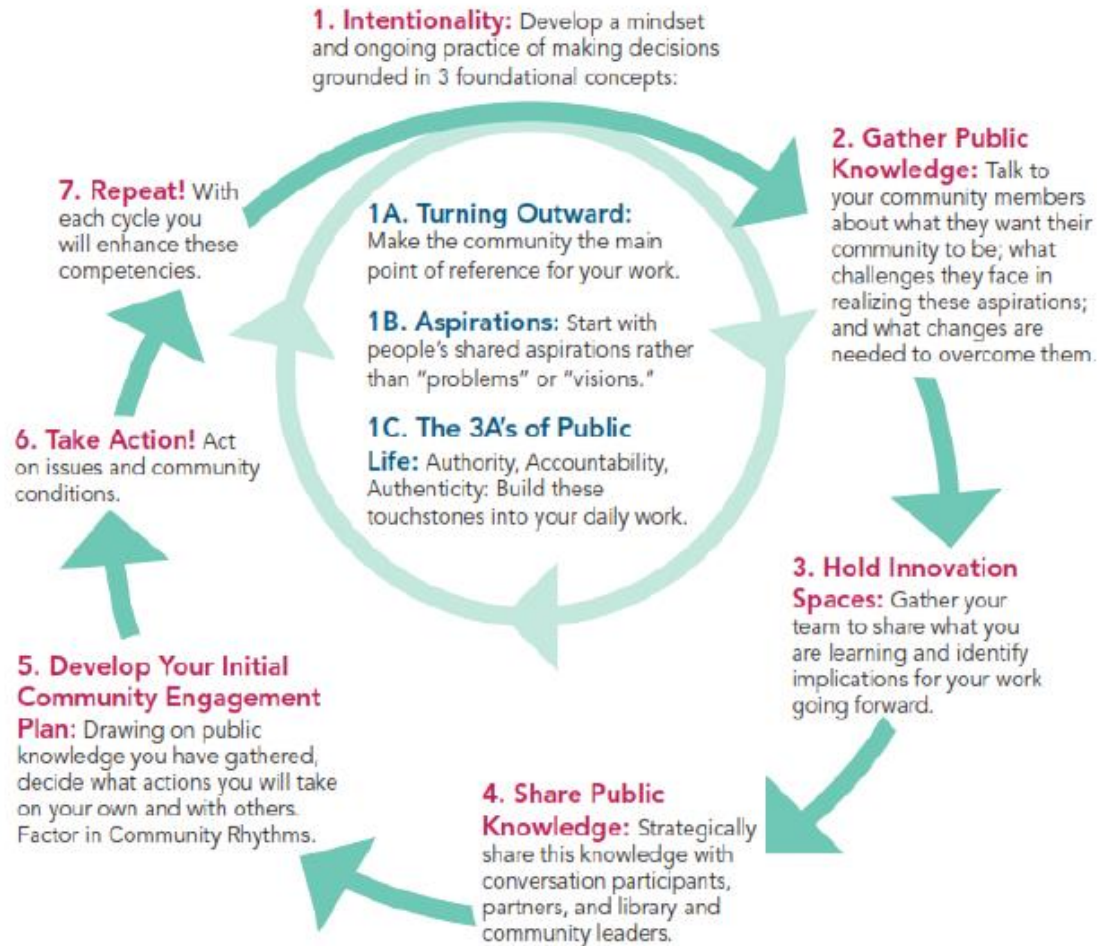 1. Intentionality: Develop a mindset
and ongoing practice of making decisions
grounded in 3 foundational concepts:
1A. Turning Outward:
Make the community the main
point of reference for your work.
1B. Aspirations: Start with
people's shared aspirations rather
than "problems" or "visions."
1C. The 3A's of Public
Life: Authority, Accountability,
Authenticity: Build these
touchstones into your daily work.
2. Gather Public
Knowledge: Talk to
your community members
about what they want their
community to be; what
challenges they face in
realizing these aspirations;
and what changes are
needed to overcome them.
3. Hold Innovation
Spaces: Gather your
team to share what you
are learning and identify
implications for your work
going forward.
4. Share Public
Knowledge: Strategically
share this knowledge with
conversation participants,
partners, and library and
community leaders.
5. Develop Your Initial
Community Engagement
Plan: Drawing on public
knowledge you have gathered,
decide what actions you will take
on your own and with others.
Factor in Community Rhythms.
6. Take Action! Act
on issues and community
conditions.
7. Repeat! With
each cycle you
will enhance these
competencies.